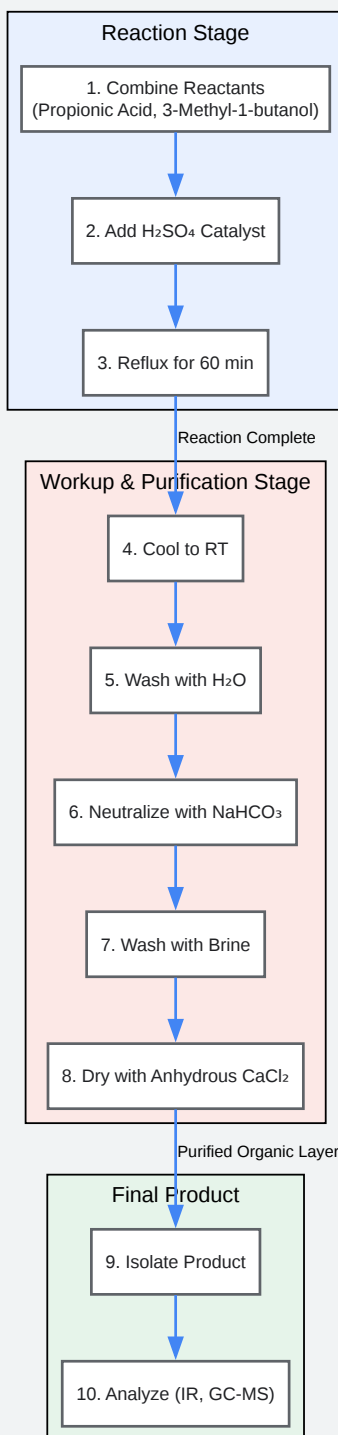 Reaction Stage
1. Combine Reactants
(Propionic Acid, 3-Methyl-1-butanol)
2. Add H₂SO₄ Catalyst
3. Reflux for 60 min
Reaction Complete
Workup & Purification Stage
4. Cool to RT
5. Wash with H₂O
6. Neutralize with NaHCO₃
7. Wash with Brine
8. Dry with Anhydrous CaCl₂
Purified Organic Layer
Final Product
9. Isolate Product
10. Analyze (IR, GC-MS)